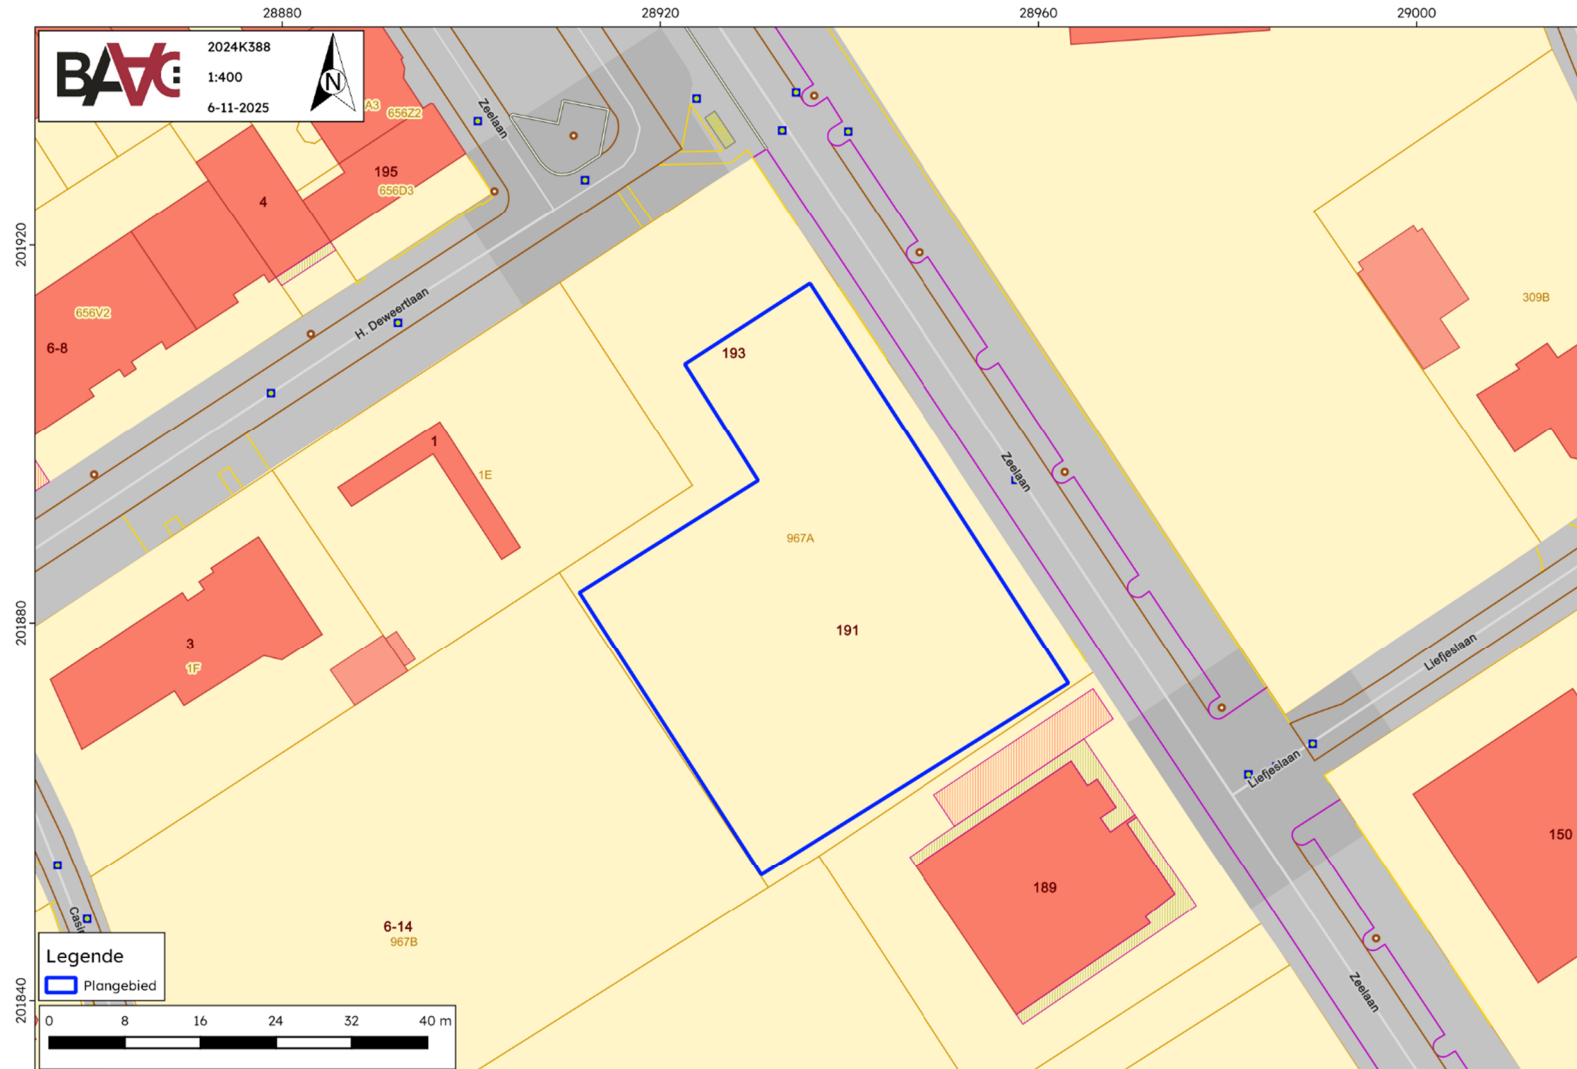 28880
28920
28960
29000
BAAC
2024K388
1:400
6-11-2025
N
A3
656Z2
Zeelaan
195
656D3
4
201920
H. Deweertlaan
656V2
6-8
309B
193
1
1E
Zeelaan
967A
201880
3
1F
191
Liefjeslaan
Liefjeslaan
150
189
6-14
967B
Casin
Zeelaan
201840
Legende
Plangebied
0 8 16 24 32 40 m